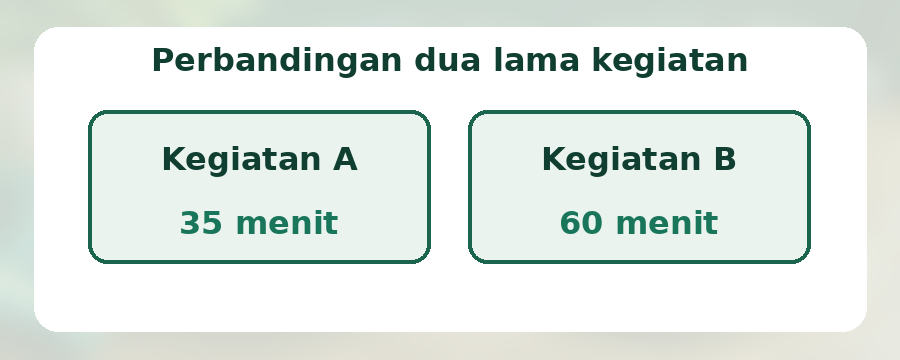 Perbandingan dua lama kegiatan
Kegiatan A
35 menit
Kegiatan B
60 menit